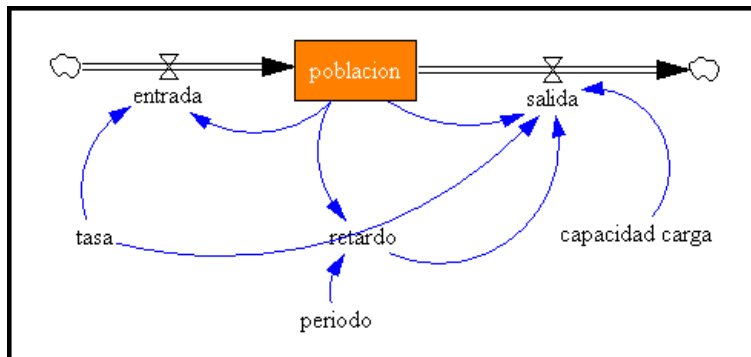 poblacion
entrada
salida
tasa
retardo
capacidad carga
periodo